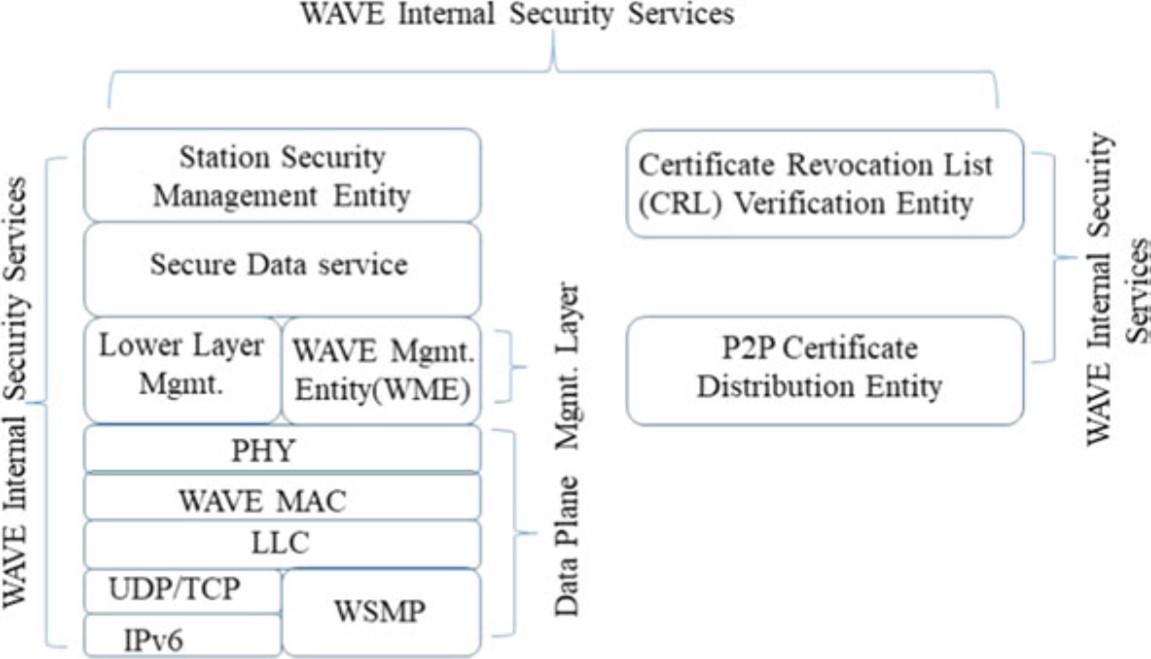 WAVE Internal Security Services
WAVE Internal Security Services
Station Security
Management Entity
Secure Data service
Lower Layer
Mgmt.
WAVE Mgmt.
Entity(WME)
PHY
WAVE MAC
LLC
UDP/TCP
IPv6
WSMP
Mgmt. Layer
Data Plane
Certificate Revocation List
(CRL) Verification Entity
P2P Certificate
Distribution Entity
WAVE Internal Security
Services